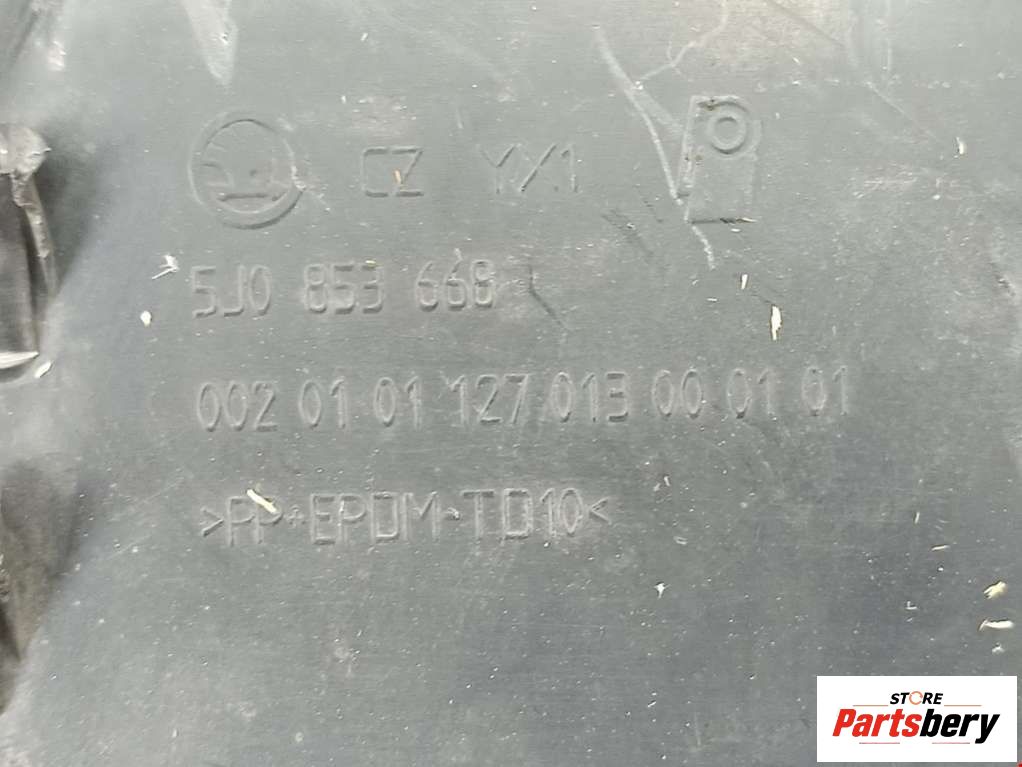 CZ YX1
5J0 853 668
002 01 01 127 013 00 01 01
>PP+EPDM-TD10<
STORE
Partsbery